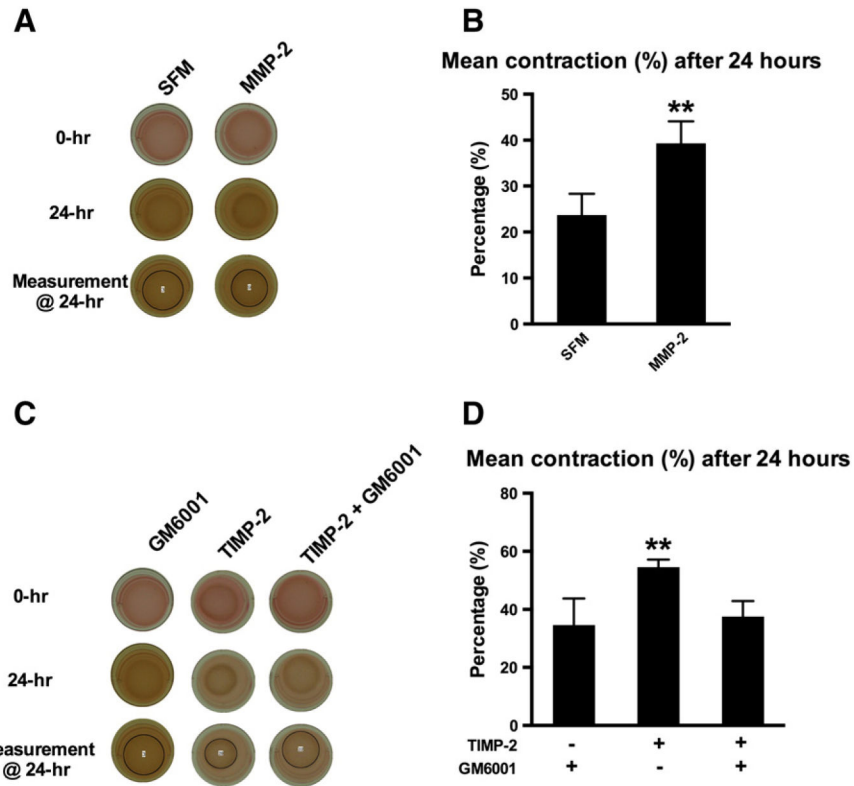 A
SFM
MMP-2
0-hr
24-hr
Measurement
@ 24-hr
B
Mean contraction (%) after 24 hours
Percentage (%)
50
40
30
20
10
0
**
SFM
MMP-2
C
GM6001
TIMP-2
TIMP-2 + GM6001
0-hr
24-hr
easurement
@ 24-hr
D
Mean contraction (%) after 24 hours
Percentage (%)
80
60
40
20
0
**
TIMP-2 - + +
GM6001 + - +